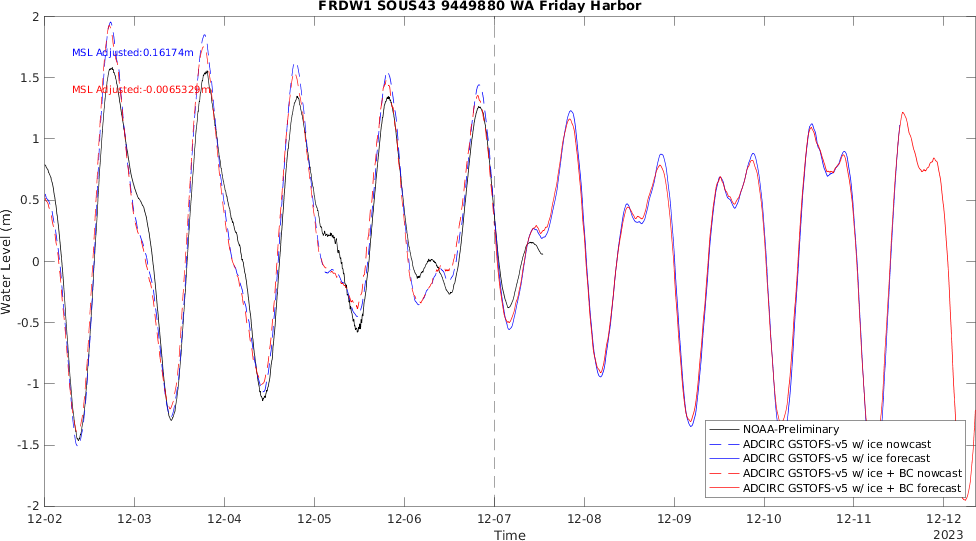 FRDW1 SOUS43 9449880 WA Friday Harbor
MSL Adjusted:0.16174m
MSL Adjusted:-0.0065329m
Water Level (m)
2
1.5
1
0.5
0
-0.5
-1
-1.5
-2
NOAA-Preliminary
ADCIRC GSTOFS-v5 w/ ice nowcast
ADCIRC GSTOFS-v5 w/ ice forecast
ADCIRC GSTOFS-v5 w/ ice + BC nowcast
ADCIRC GSTOFS-v5 w/ ice + BC forecast
12-02 12-03 12-04 12-05 12-06 12-07 12-08 12-09 12-10 12-11 12-12
2023
Time